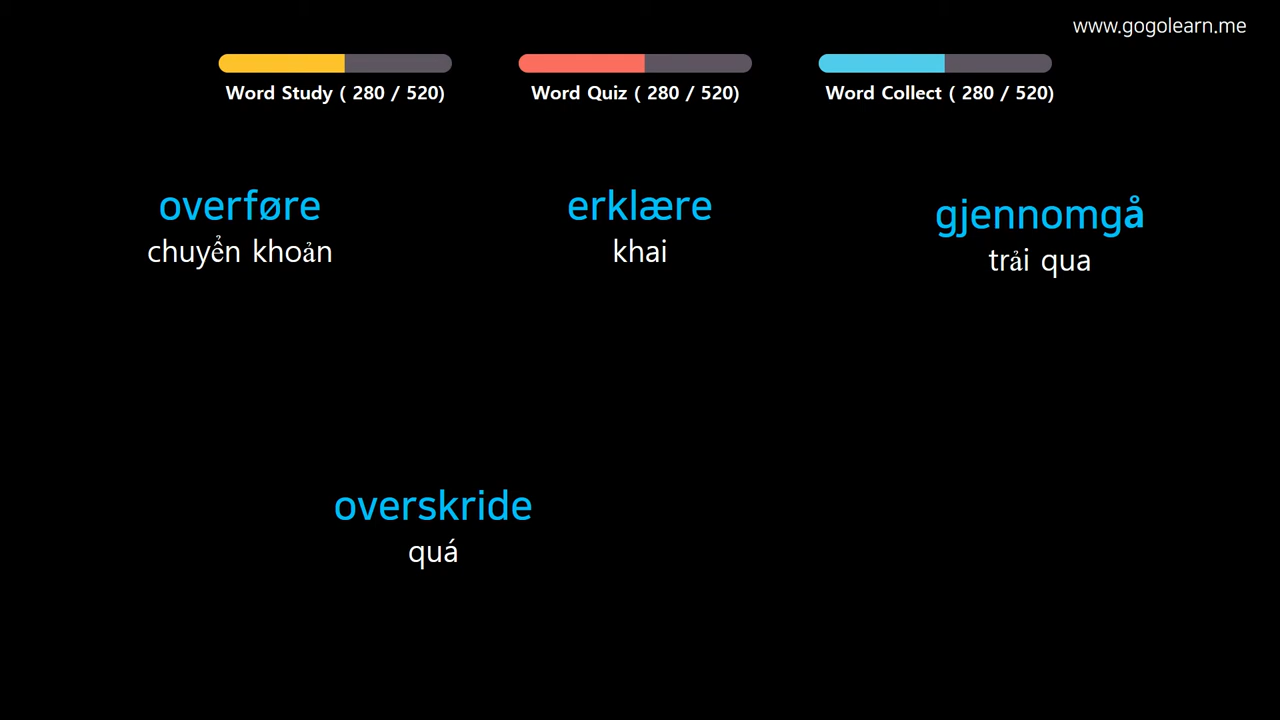 www.gogolearn.me
Word Study ( 280 / 520)
Word Quiz ( 280 / 520)
Word Collect ( 280 / 520)
overføre
chuyển khoản
erklære
khai
gjennomgå
trải qua
overskride
quá